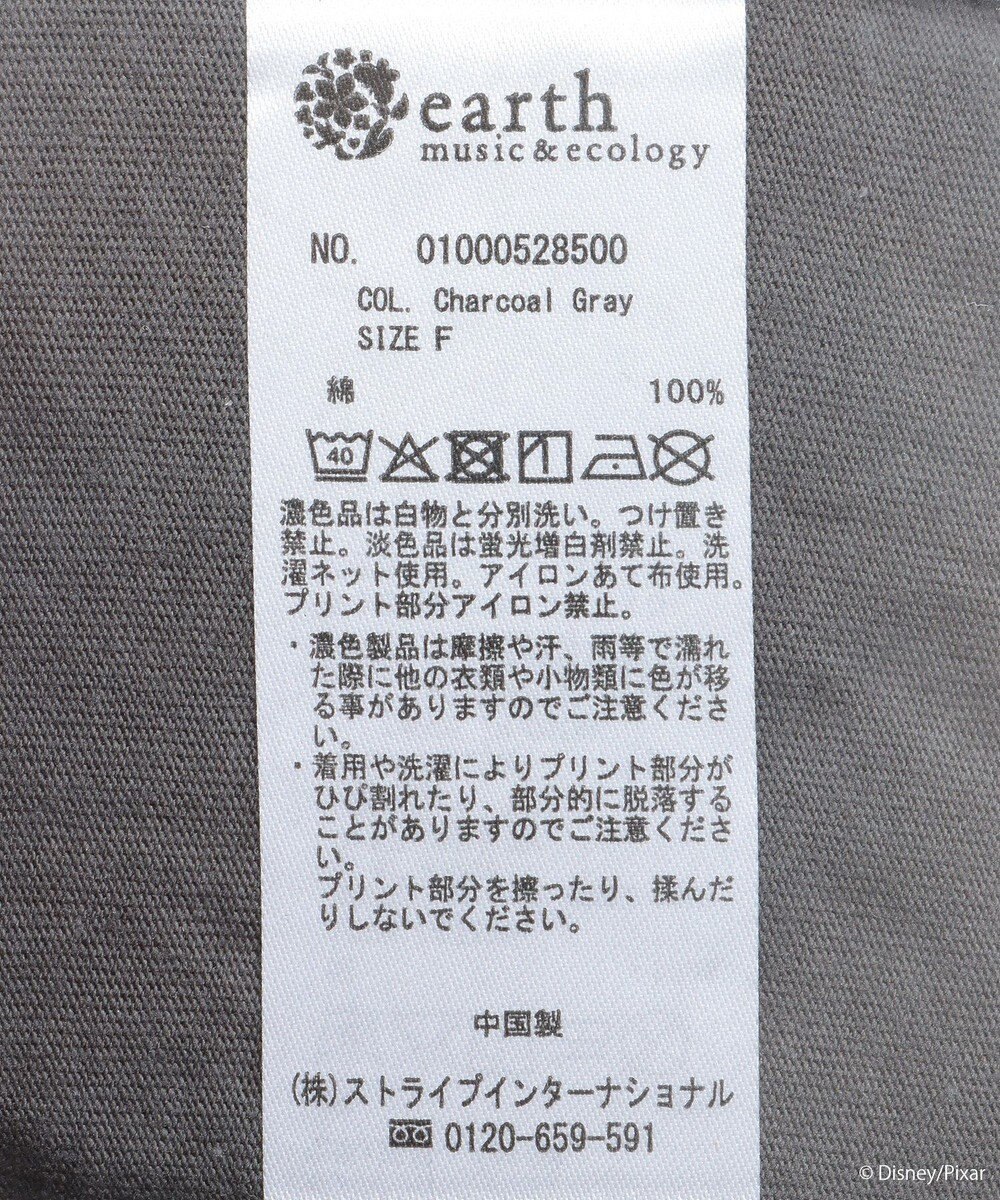 earth
music & ecology
NO. 01000528500
COL. Charcoal Gray
SIZE F
綿 100%
40
濃色品は白物と分別洗い。つけ置き
禁止。淡色品は蛍光増白剤禁止。洗
濯ネット使用。アイロンあて布使用。
プリント部分アイロン禁止。
・濃色製品は摩擦や汗、雨等で濡れ
た際に他の衣類や小物類に色が移
る事がありますのでご注意くださ
い。
・着用や洗濯によりプリント部分が
ひび割れたり、部分的に脱落する
ことがありますのでご注意くださ
い。
プリント部分を擦ったり、揉んだ
りしないでください。
中国製
(株)ストライプインターナショナル
0120-659-591
© Disney/Pixar